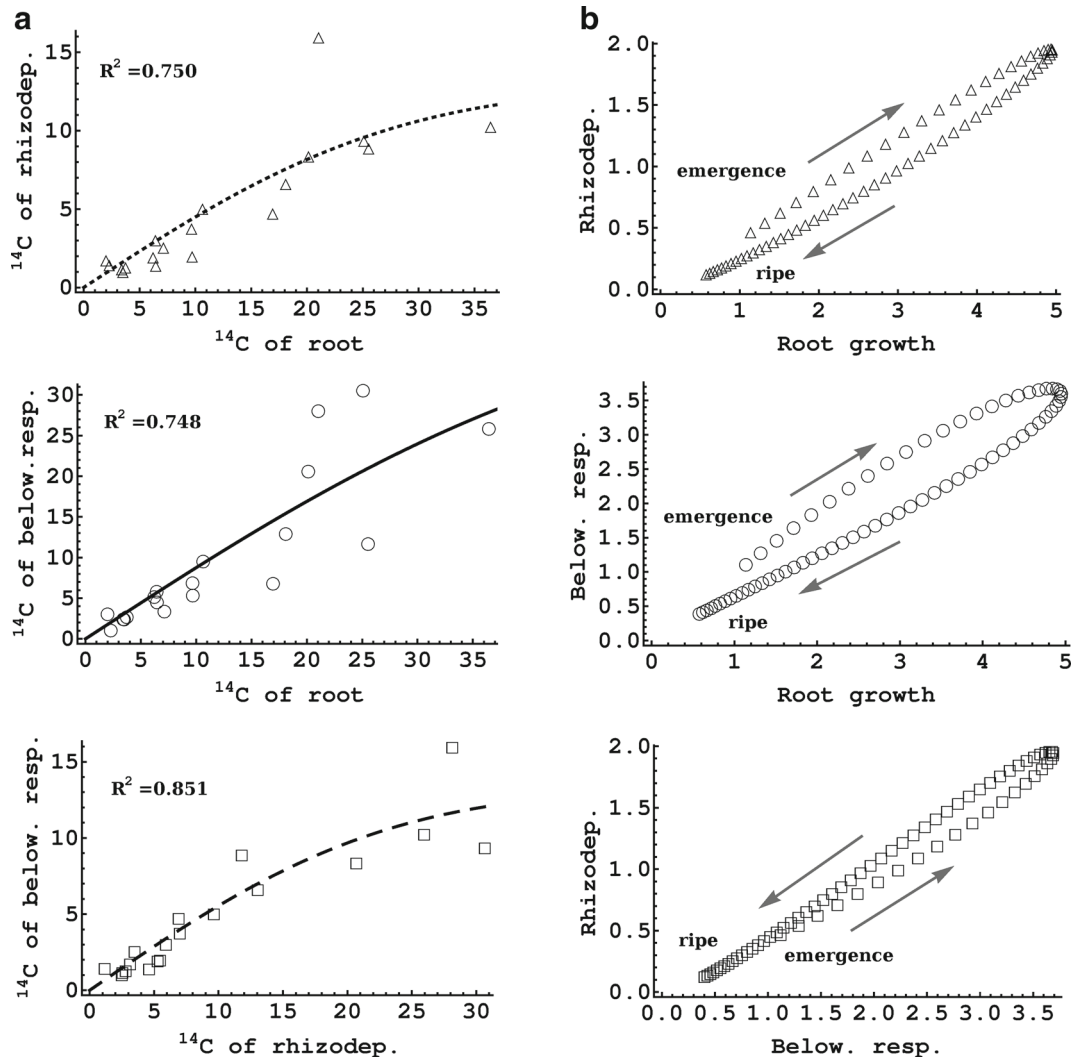 a
15
10
5
0
R² =0.750
¹⁴C of rhizodep.
0 5 10 15 20 25 30 35
¹⁴C of root
b
2.0
1.5
1.0
0.5
0.0
Rhizodep.
emergence
ripe
0 1 2 3 4 5
Root growth
30
25
20
15
10
5
0
R² =0.748
¹⁴C of below.resp.
0 5 10 15 20 25 30 35
¹⁴C of root
3.5
3.0
2.5
2.0
1.5
1.0
0.5
0.0
Below. resp.
emergence
ripe
0 1 2 3 4 5
Root growth
15
10
5
0
R² =0.851
¹⁴C of below. resp.
0 5 10 15 20 25 30
¹⁴C of rhizodep.
2.0
1.5
1.0
0.5
0.0
Rhizodep.
ripe
emergence
0.0 0.5 1.0 1.5 2.0 2.5 3.0 3.5
Below. resp.